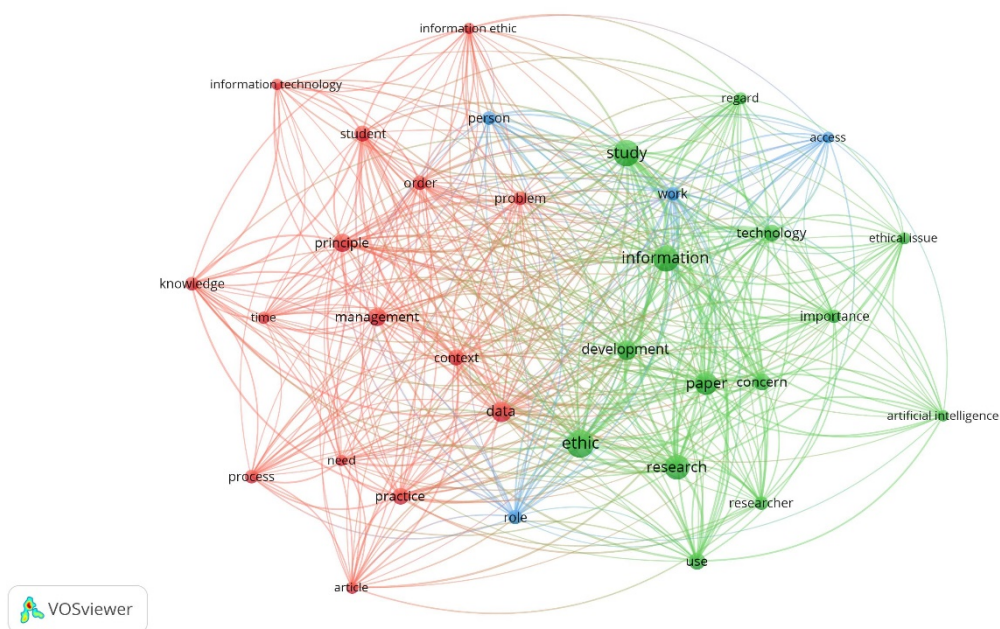 information ethic
information technology
regard
person
student
access
study
order
work
problem
technology
ethical issue
principle
information
knowledge
time
management
importance
development
context
paper
concern
data
artificial intelligence
ethic
need
research
process
practice
researcher
role
use
article
VOSviewer